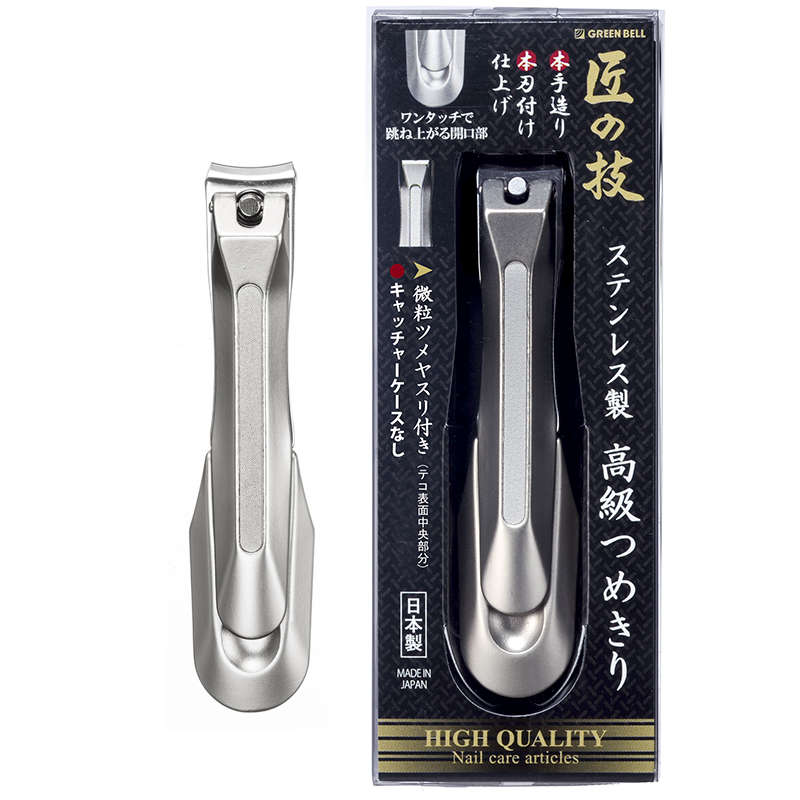 GREEN BELL
匠の技
本手造り
本刃付け
仕上げ
ワンタッチで
跳ね上がる開口部
ステンレス製 高級つめきり
微粒ツメヤスリ付き(テコ表面中央部分)
キャッチャーケースなし
日本製
MADE IN
JAPAN
HIGH QUALITY
Nail care articles